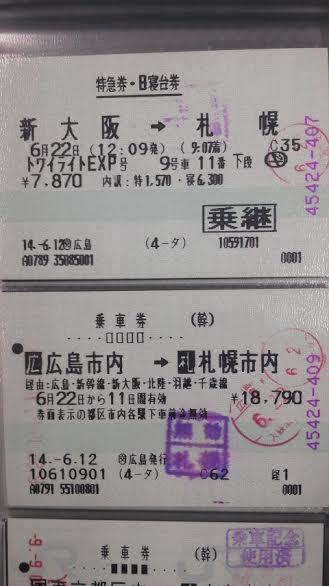 特急券・B寝台券
新大阪 → 札幌
6月22日 (12:09発) (9:07着) C35
トワイライトEXP号 9号車 11番 下段
¥7,870 内訳:特1,570・寝6,300
乗継
14.-6.12 広島 (4-タ) 10591701
A0789 35085001 0001
45424-407
乗車券 (幹)
広 広島市内 → 札 札幌市内
経由:広島・新幹線・新大阪・北陸・羽越・千歳線
6月22日から11日間有効 ¥18,790
券面表示の都区市内各駅下車前途無効
無効
札幌
14.-6.12 広島発行
10610901 (4-タ) C62
A0791 55100801 0001
45424-409
乗車券 (幹)
乗車記念
使用済